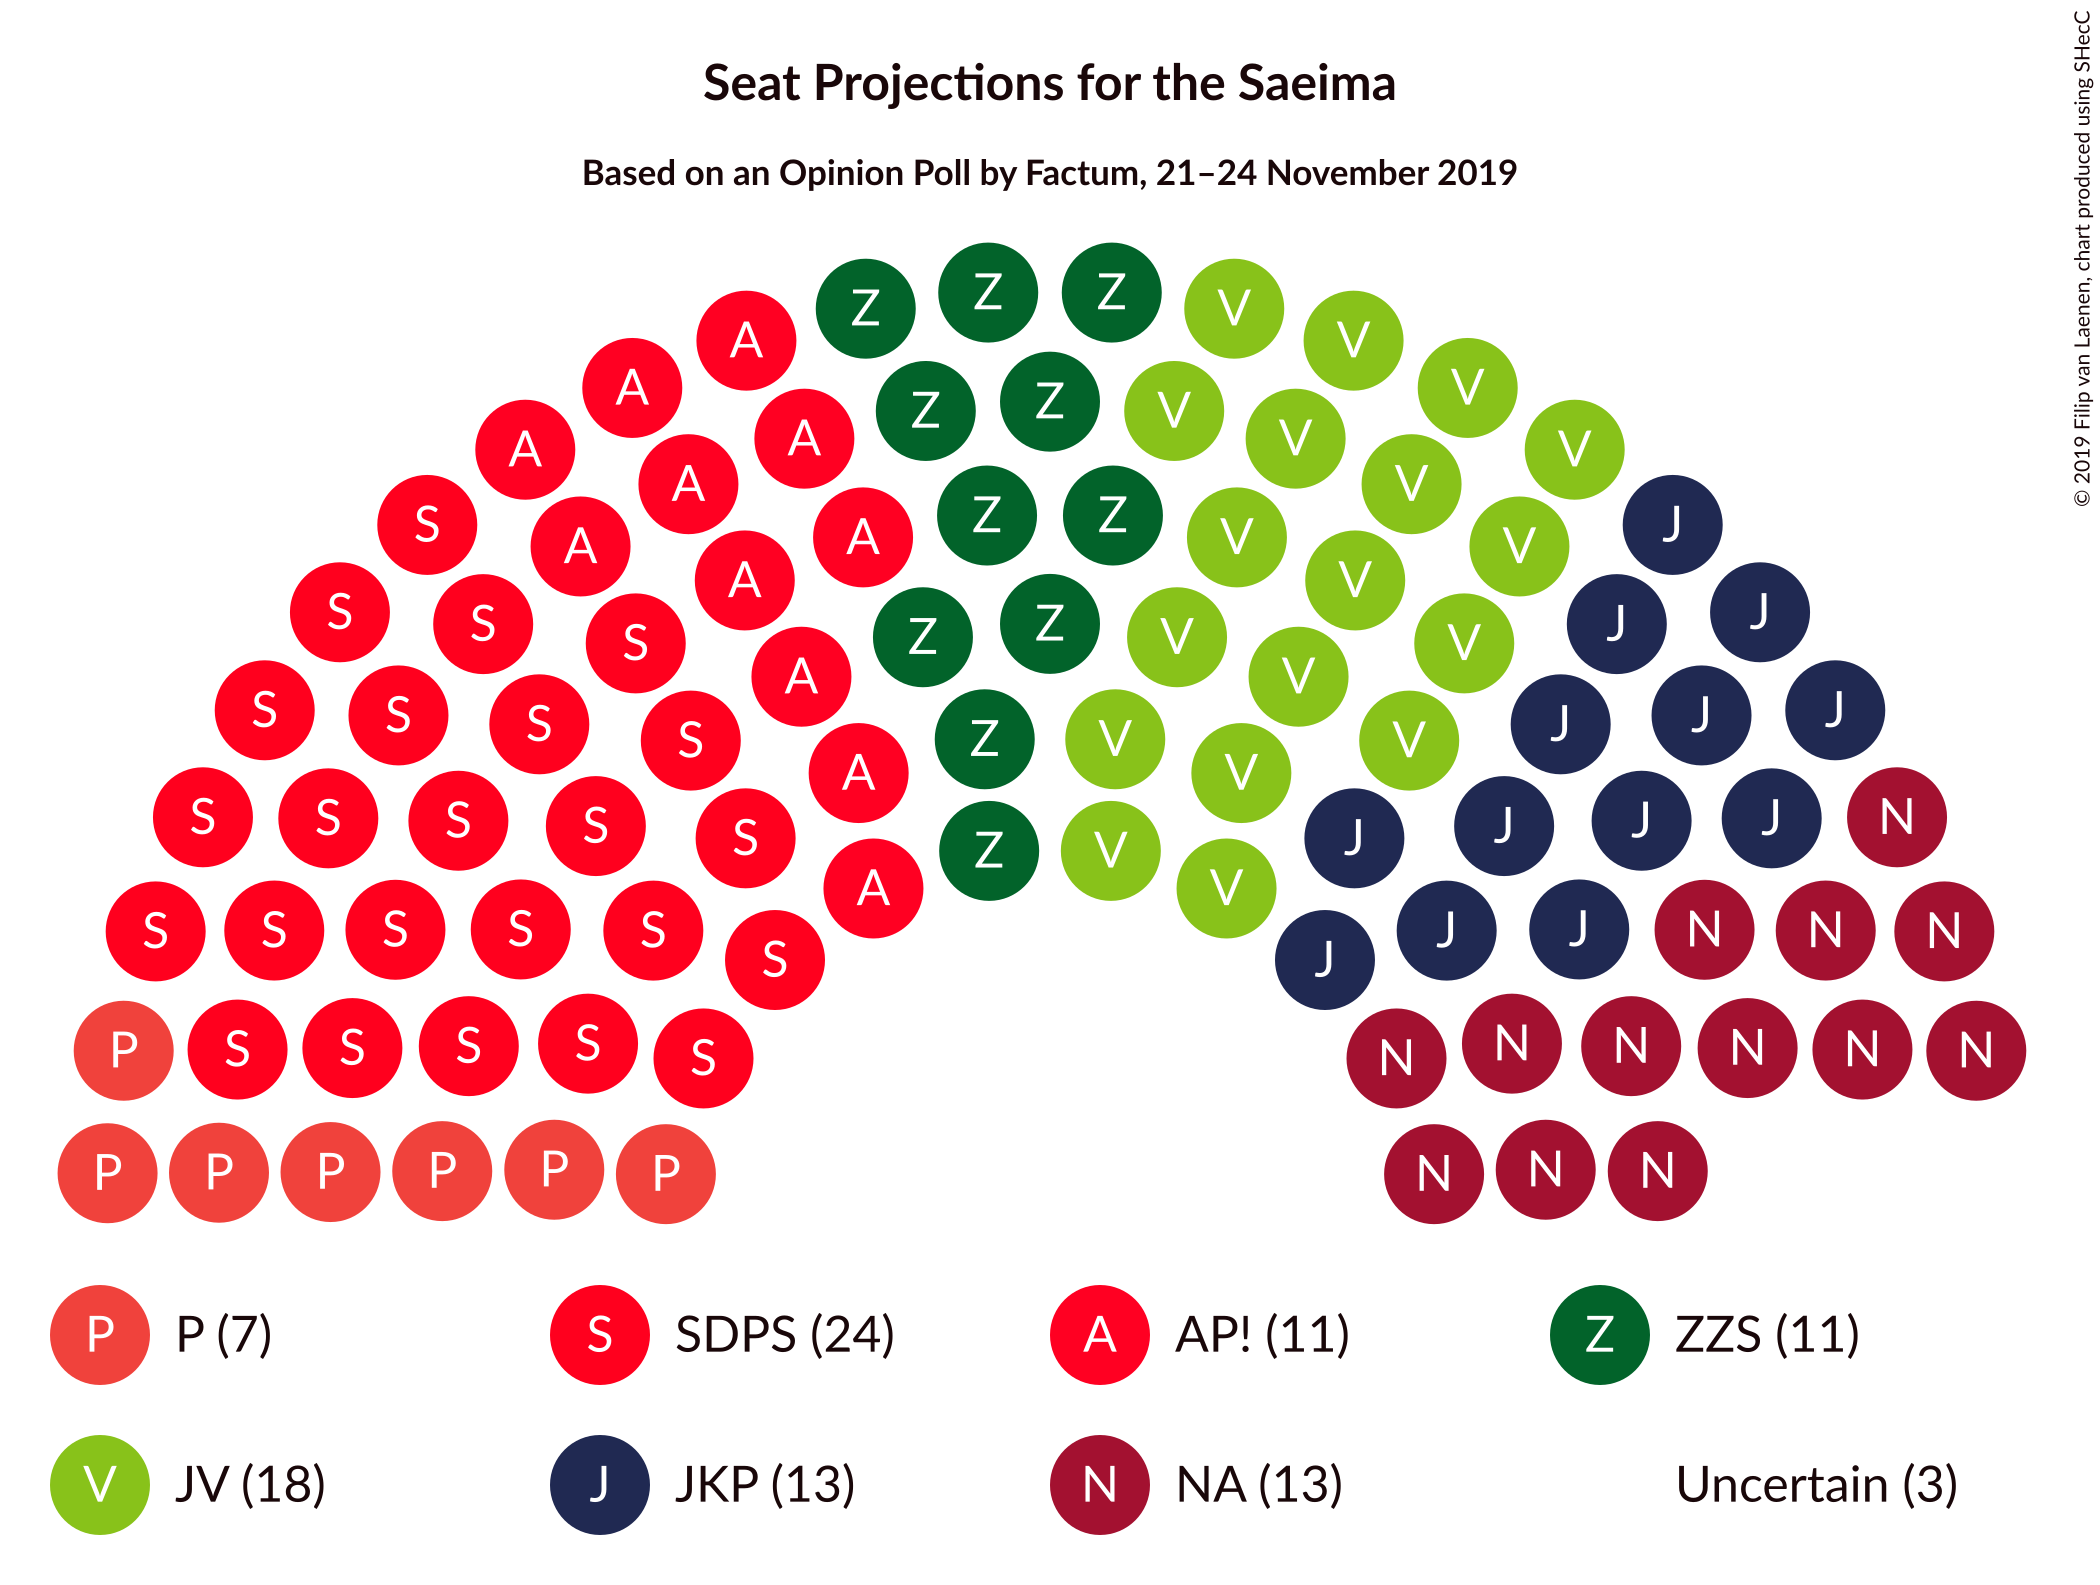 Seat Projections for the Saeima
Based on an Opinion Poll by Factum, 21–24 November 2019
© 2019 Filip van Laenen, chart produced using SHecC
Z Z Z V V
A Z Z V V V
A A Z Z V V V
A A A Z Z V V V V
S A A A Z V V V V J
S S S A A Z V V V J J J
S S S S S A V J J J J
S S S S S S J J J J N
S S S S S S J J J N N N
P S S S S S N N N N N N
P P P P P P N N N
P P (7) S SDPS (24) A AP! (11) Z ZZS (11)
V JV (18) J JKP (13) N NA (13) Uncertain (3)